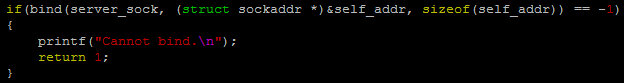 if(bind(server_sock, (struct sockaddr *)&self_addr, sizeof(self_addr)) == -1)
{
    printf("Cannot bind.\n");
    return 1;
}